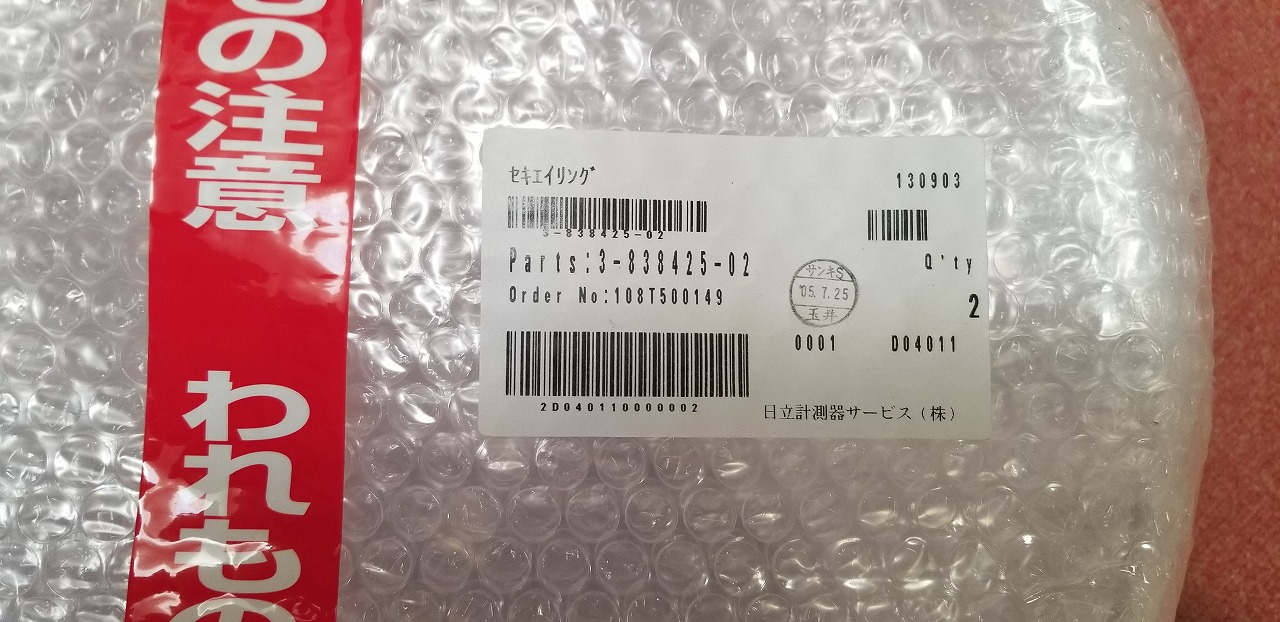 の注意
われもの
セキエイリング
130903
3-838425-02
Parts:3-838425-02
Q'ty
Order No:108T500149
サンキS
'05.7.25
玉井
2
0001
D04011
2D040110000002
日立計測器サービス(株)